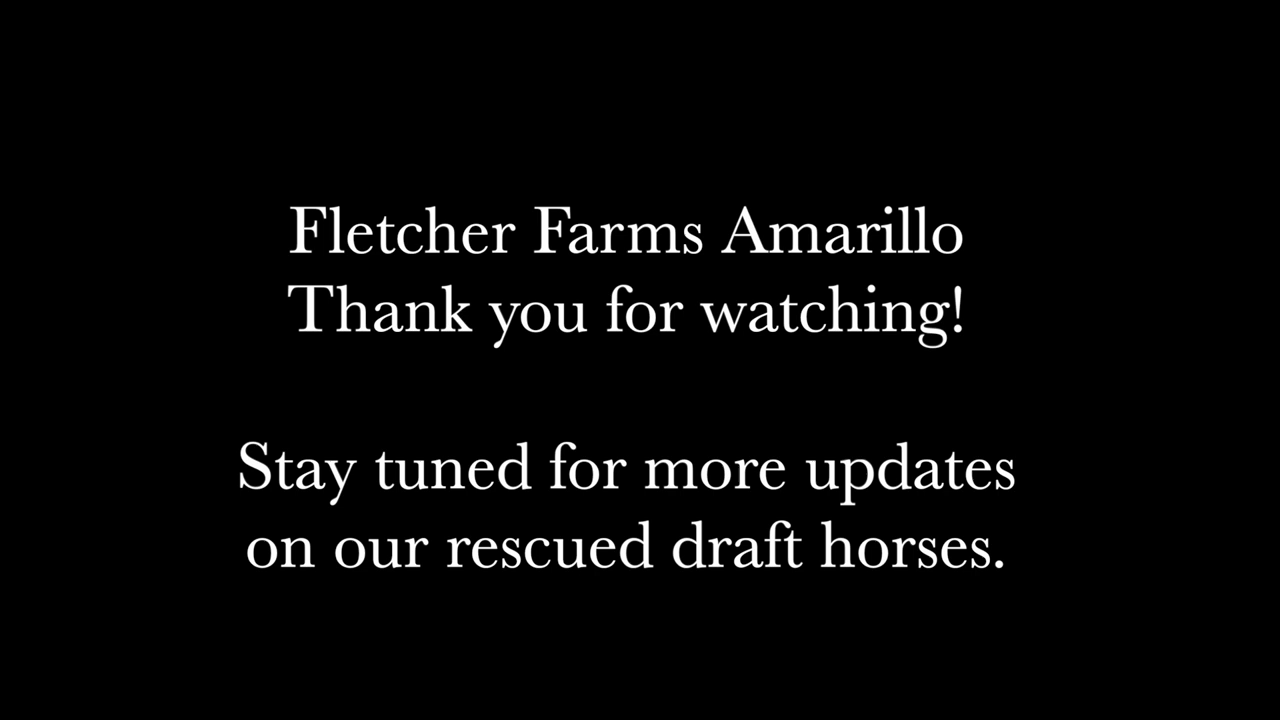 Fletcher Farms Amarillo
Thank you for watching!
Stay tuned for more updates
on our rescued draft horses.